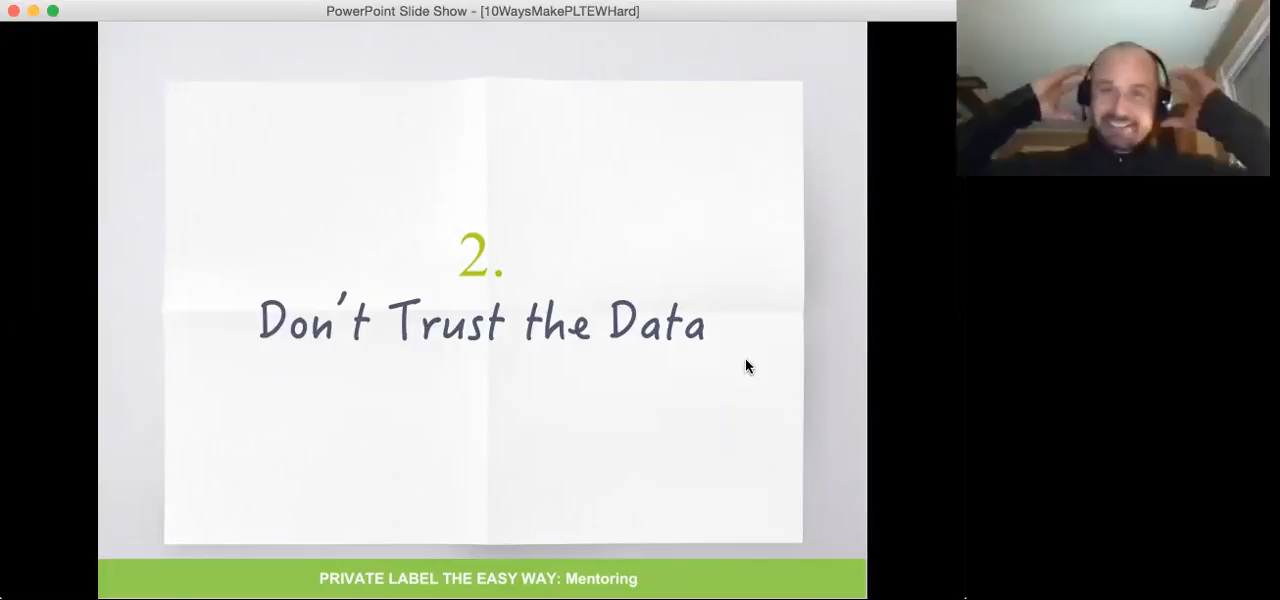 PowerPoint Slide Show - [10WaysMakePLTEWHard]
2.
Don't Trust the Data
PRIVATE LABEL THE EASY WAY: Mentoring